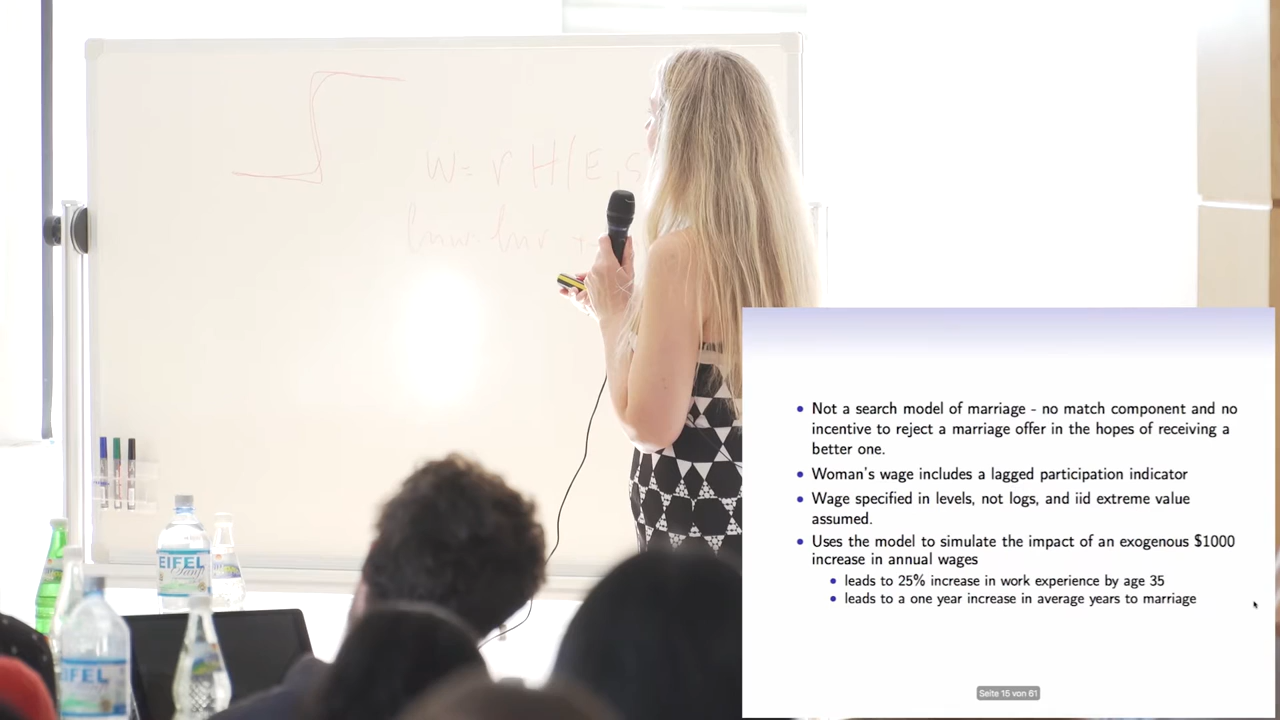 W = r H(E, S
ln w = ln r +
EIFEL
EIFEL
• Not a search model of marriage - no match component and no
incentive to reject a marriage offer in the hopes of receiving a
better one.
• Woman's wage includes a lagged participation indicator
• Wage specified in levels, not logs, and iid extreme value
assumed.
• Uses the model to simulate the impact of an exogenous $1000
increase in annual wages
• leads to 25% increase in work experience by age 35
• leads to a one year increase in average years to marriage
Seite 15 von 61